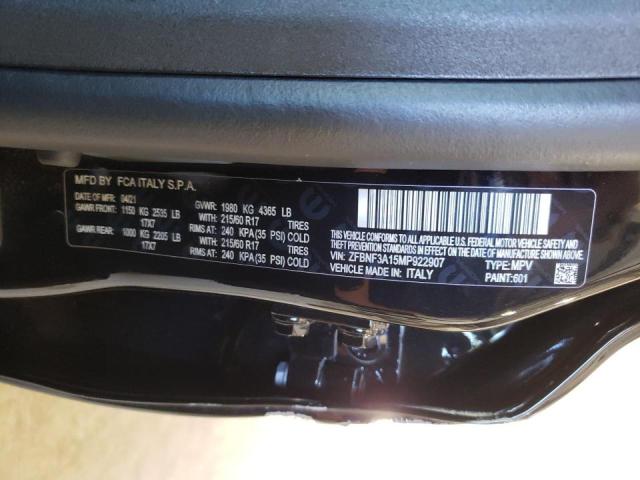 MFD BY FCA ITALY S.P.A.
DATE OF MFR: 04/21 GVWR: 1980 KG 4365 LB
GAWR FRONT: 1150 KG 2535 LB WITH 215/60 R17 TIRES
17X7 AT 240 KPA(35 PSI) COLD
GAWR REAR: 1000 KG 2205 LB WITH 215/60 R17 TIRES
17X7 AT 240 KPA(35 PSI) COLD
THIS VEHICLE CONFORMS TO ALL APPLICABLE U.S. FEDERAL MOTOR VEHICLE
SAFETY, BUMPER, AND THEFT PREVENTION STANDARDS IN EFFECT ON THE DATE OF MANUFACTURE SHOWN ABOVE.
VIN: ZFBNF3A15MP922907 TYPE: MPV
VEHICLE MADE IN: ITALY PAINT:601